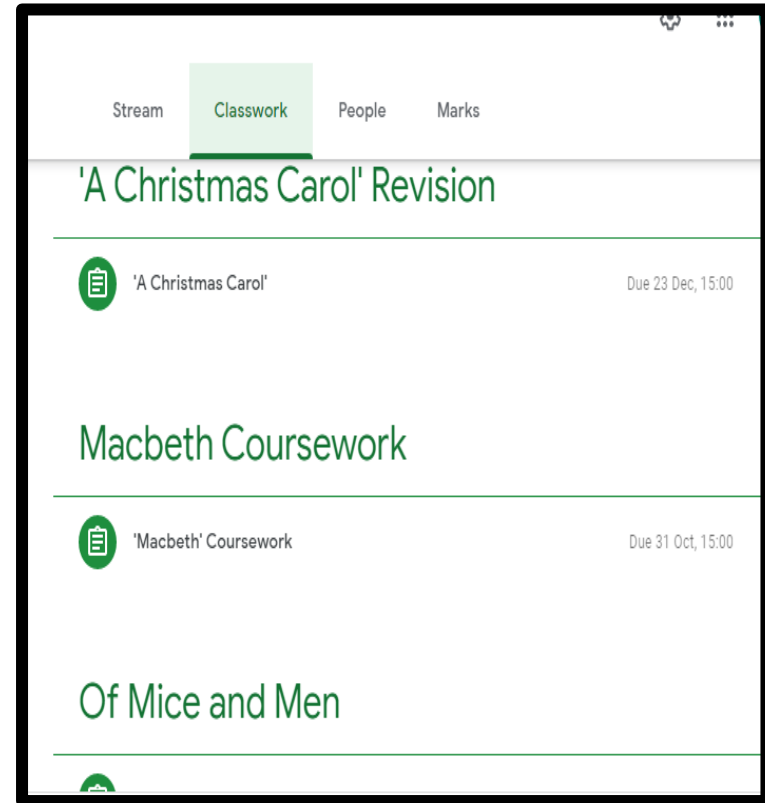 Stream Classwork People Marks
'A Christmas Carol' Revision
'A Christmas Carol' Due 23 Dec, 15:00
Macbeth Coursework
'Macbeth' Coursework Due 31 Oct, 15:00
Of Mice and Men